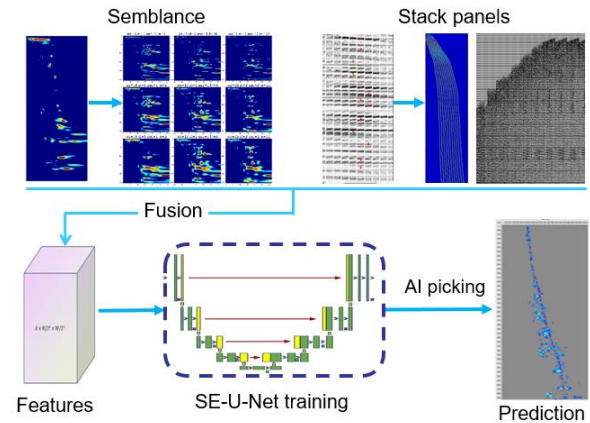 Semblance
Stack panels
Fusion
AI picking
Features
SE-U-Net training
Prediction